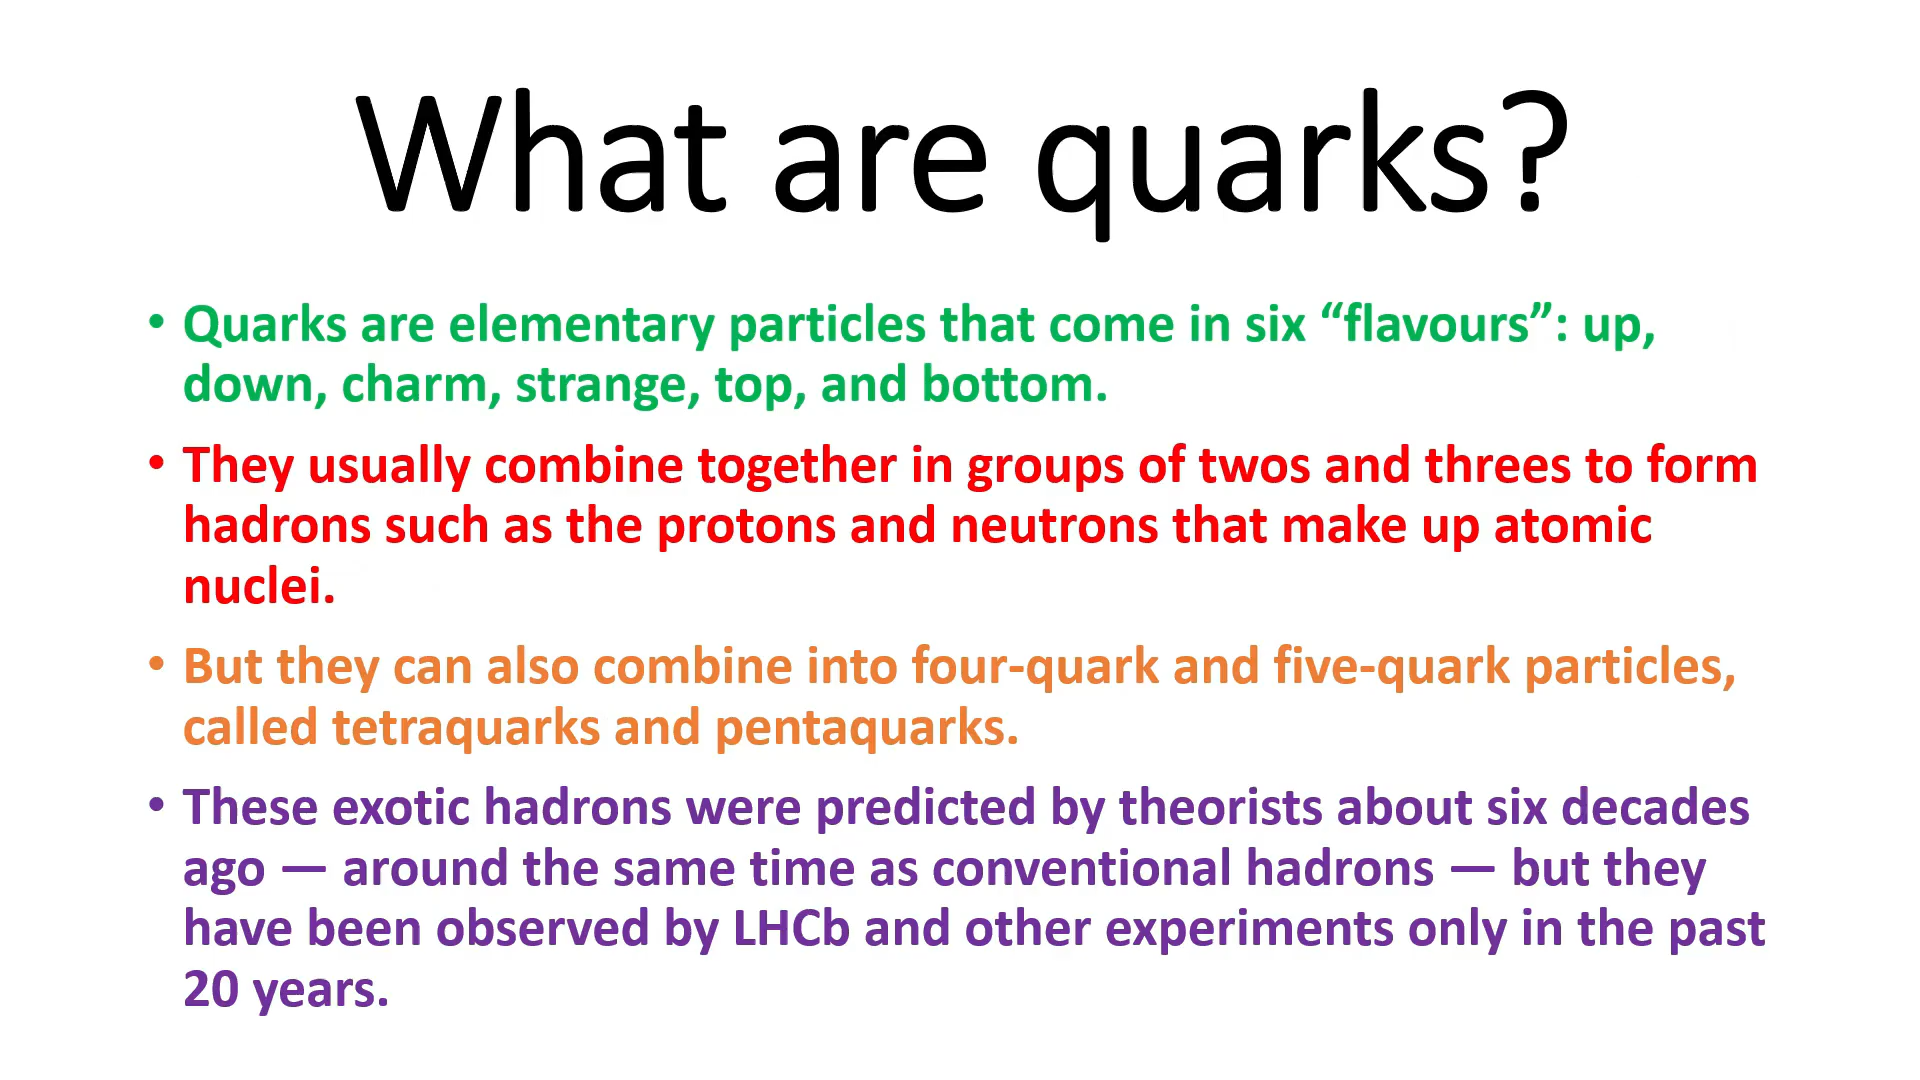 What are quarks?
• Quarks are elementary particles that come in six “flavours”: up,
down, charm, strange, top, and bottom.
• They usually combine together in groups of twos and threes to form
hadrons such as the protons and neutrons that make up atomic
nuclei.
• But they can also combine into four-quark and five-quark particles,
called tetraquarks and pentaquarks.
• These exotic hadrons were predicted by theorists about six decades
ago — around the same time as conventional hadrons — but they
have been observed by LHCb and other experiments only in the past
20 years.